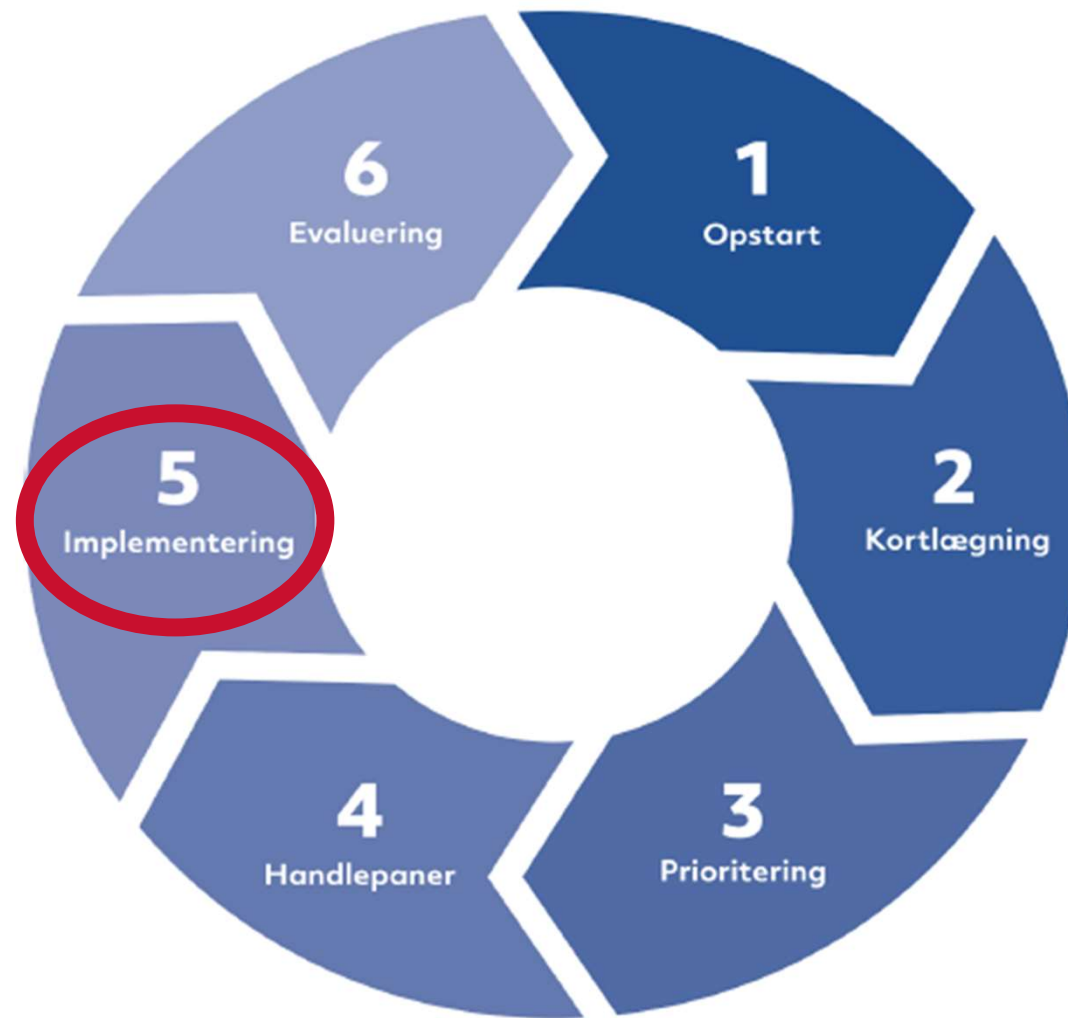 1
Opstart
2
Kortlægning
3
Prioritering
4
Handlepaner
5
Implementering
6
Evaluering